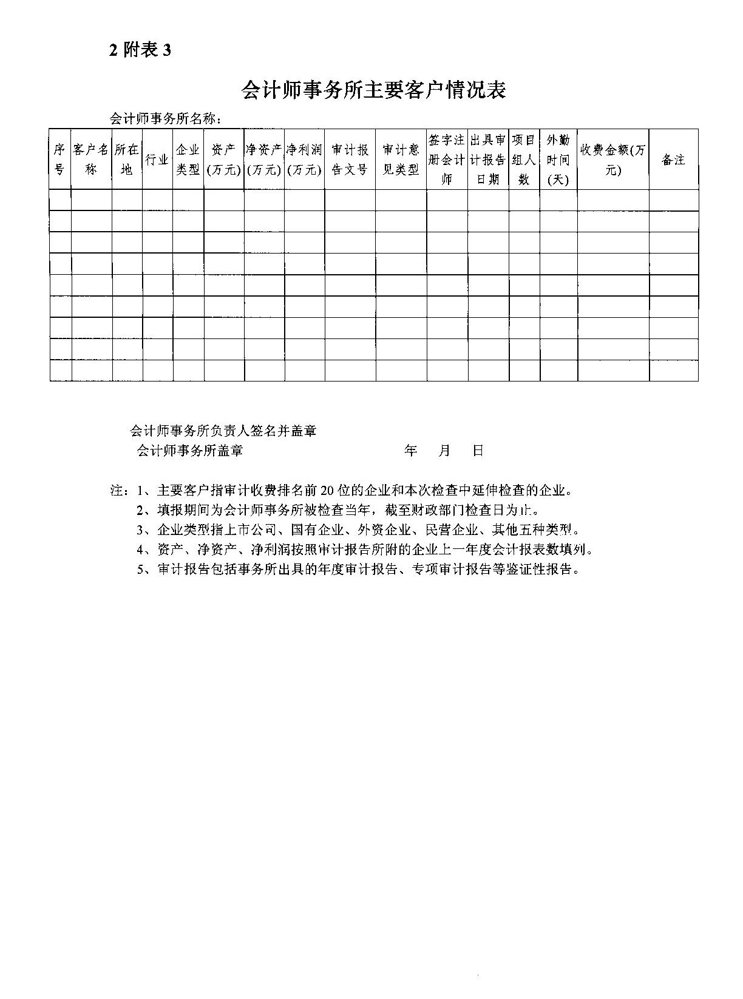 2 附表 3
会计师事务所主要客户情况表
会计师事务所名称：
序号 客户名称 所在地 行业 企业类型 资产(万元) 净资产(万元) 净利润(万元) 审计报告文号 审计意见类型 签字注册会计师 出具审计报告日期 项目组人数 外勤时间(天) 收费金额(万元) 备注
会计师事务所负责人签名并盖章
会计师事务所盖章 年 月 日
注：1、主要客户指审计收费排名前 20 位的企业和本次检查中延伸检查的企业。
2、填报期间为会计师事务所被检查当年，截至财政部门检查日为止。
3、企业类型指上市公司、国有企业、外资企业、民营企业、其他五种类型。
4、资产、净资产、净利润按照审计报告所附的企业上一年度会计报表数填列。
5、审计报告包括事务所出具的年度审计报告、专项审计报告等鉴证性报告。